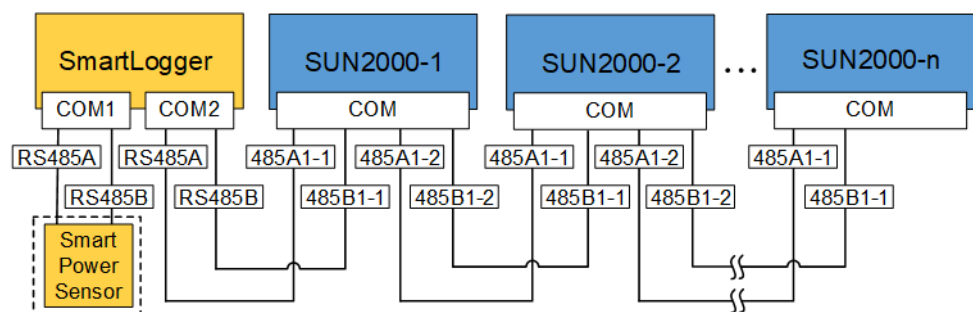 SmartLogger
SUN2000-1
SUN2000-2
...
SUN2000-n
COM1
COM2
COM
COM
COM
RS485A
RS485A
485A1-1
485A1-2
485A1-1
485A1-2
485A1-1
RS485B
RS485B
485B1-1
485B1-2
485B1-1
485B1-2
485B1-1
Smart
Power
Sensor